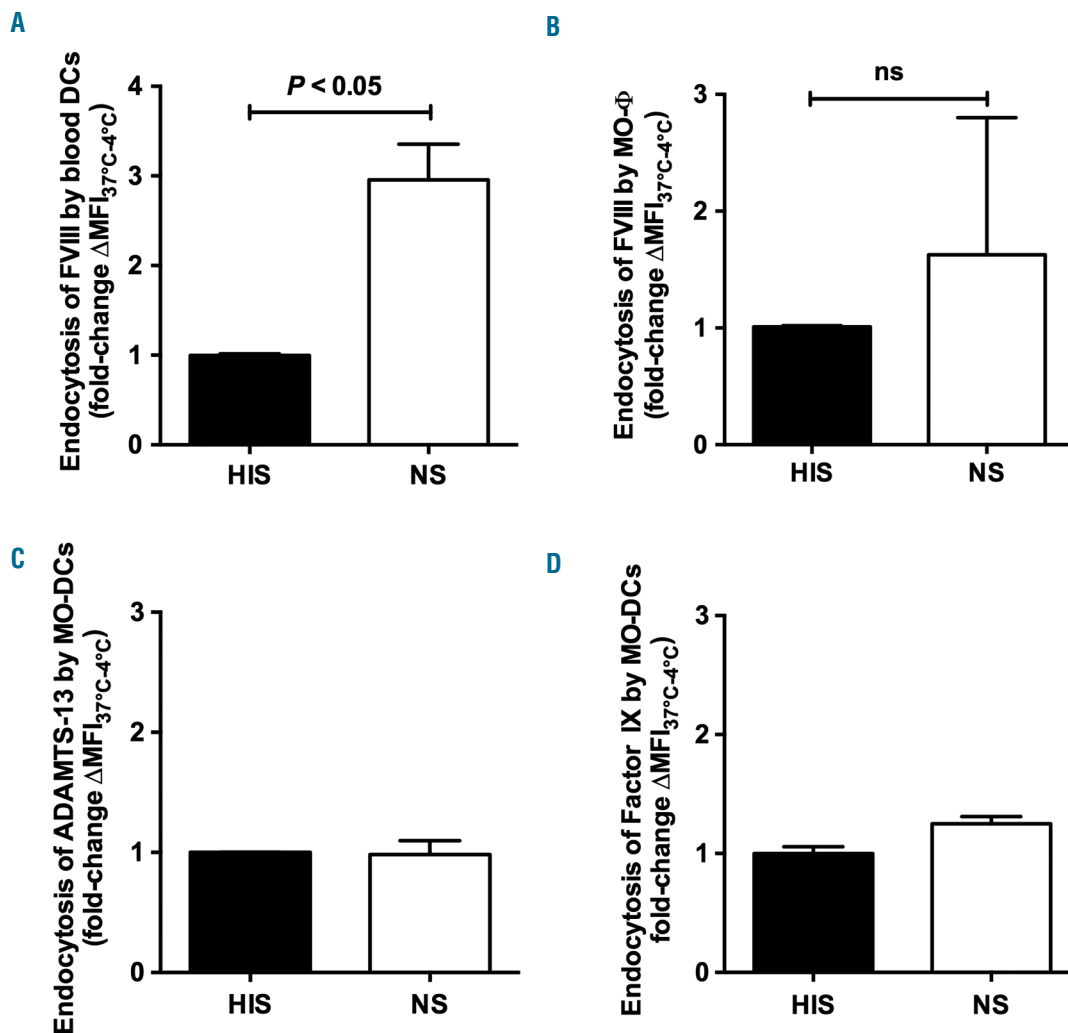 A
Endocytosis of FVIII by blood DCs
(fold-change ΔMFI37°C-4°C)
P < 0.05
4
3
2
1
0
HIS
NS
B
Endocytosis of FVIII by MO-Φ
(fold-change ΔMFI37°C-4°C)
ns
3
2
1
0
HIS
NS
C
Endocytosis of ADAMTS-13 by MO-DCs
(fold-change ΔMFI37°C-4°C)
3
2
1
0
HIS
NS
D
Endocytosis of Factor IX by MO-DCs
fold-change ΔMFI37°C-4°C)
3
2
1
0
HIS
NS